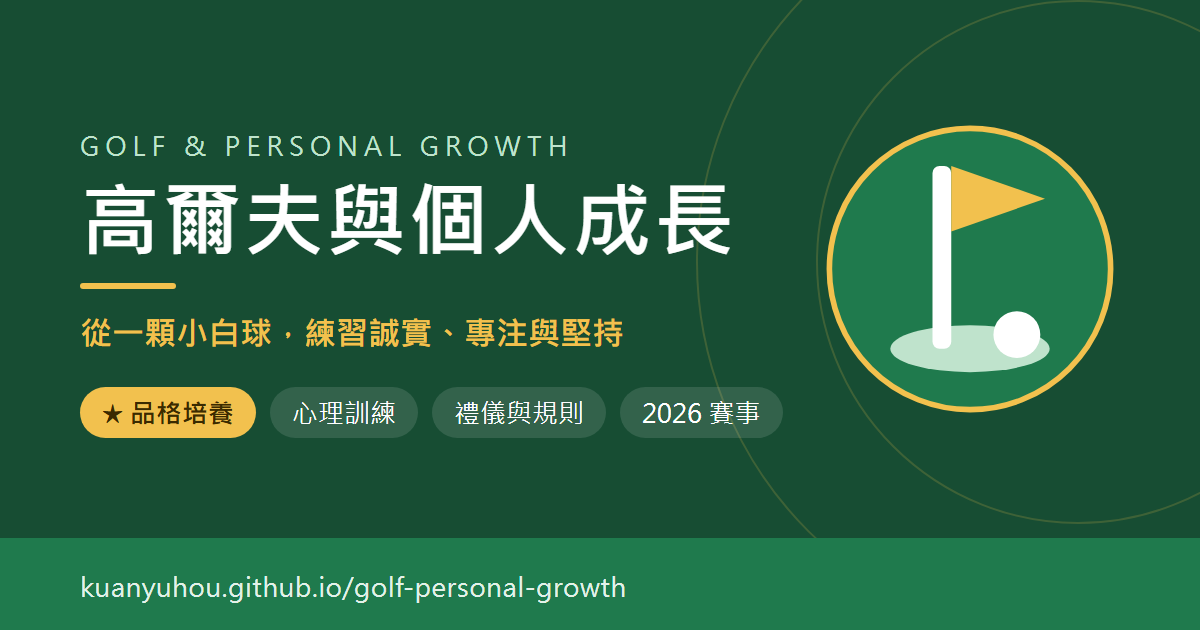 GOLF & PERSONAL GROWTH
高爾夫與個人成長
從一顆小白球，練習誠實、專注與堅持
★ 品格培養 心理訓練 禮儀與規則 2026 賽事
kuanyuhou.github.io/golf-personal-growth